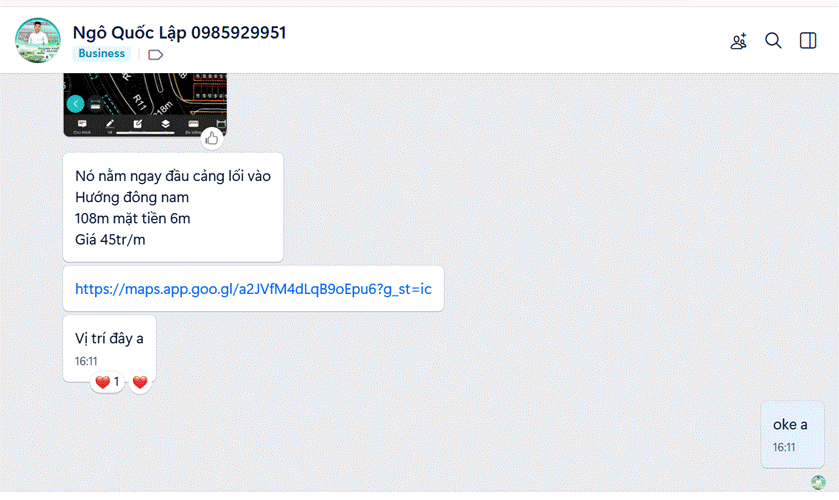 Ngô Quốc Lập 0985929951
Business
R11
18m
Nó nằm ngay đầu cảng lối vào
Hướng đông nam
108m mặt tiền 6m
Giá 45tr/m
https://maps.app.goo.gl/a2JVfM4dLqB9oEpu6?g_st=ic
Vị trí đây a
16:11
1
oke a
16:11